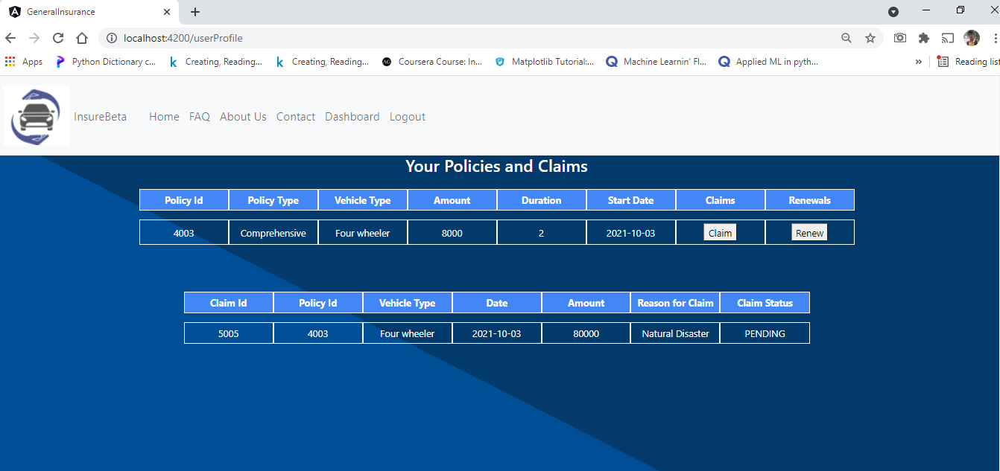 GeneralInsurance
localhost:4200/userProfile
Apps Python Dictionary c... Creating, Reading... Creating, Reading... Coursera Course: In... Matplotlib Tutorial:... Machine Learnin' Fl... Applied ML in pyth... » Reading list
InsureBeta Home FAQ About Us Contact Dashboard Logout
Your Policies and Claims
Policy Id Policy Type Vehicle Type Amount Duration Start Date Claims Renewals
4003 Comprehensive Four wheeler 8000 2 2021-10-03 Claim Renew
Claim Id Policy Id Vehicle Type Date Amount Reason for Claim Claim Status
5005 4003 Four wheeler 2021-10-03 80000 Natural Disaster PENDING